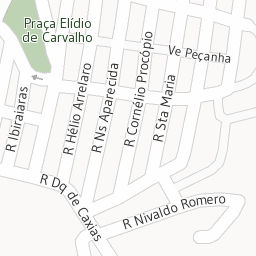 Praça Elídio
de Carvalho
Ve Peçanha
R Ibiraiaras
R Hélio Arrelaro
R Ns Aparecida
R Cornélio Procópio
R Sta Maria
R Dq de Caxias
R Nivaldo Romero